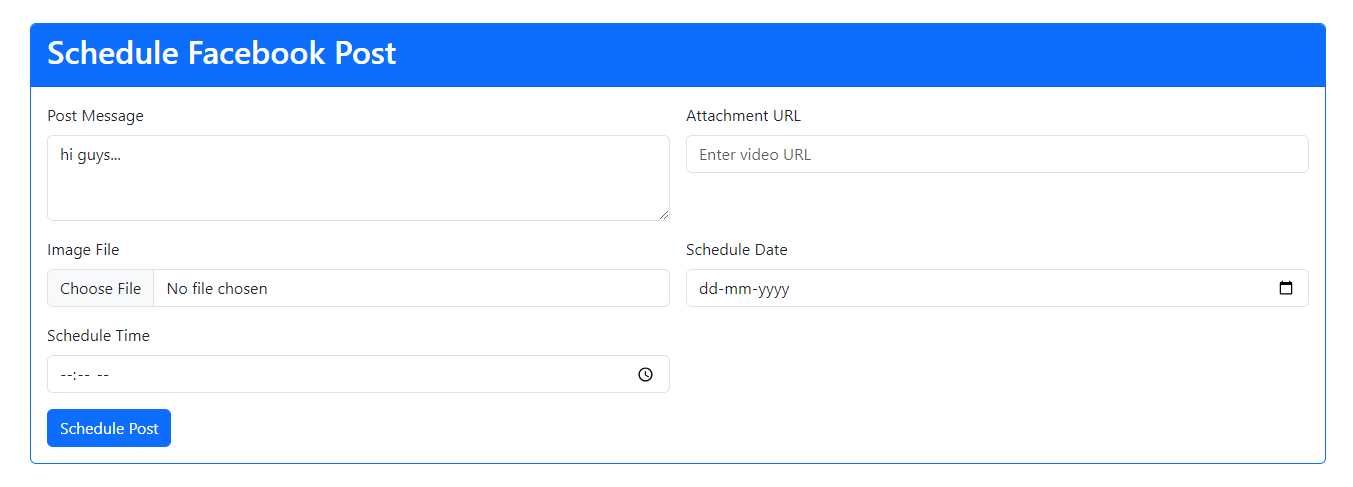 Schedule Facebook Post
Post Message
Attachment URL
hi guys...
Enter video URL
Image File
Schedule Date
Choose File No file chosen
dd-mm-yyyy
Schedule Time
--:-- --
Schedule Post